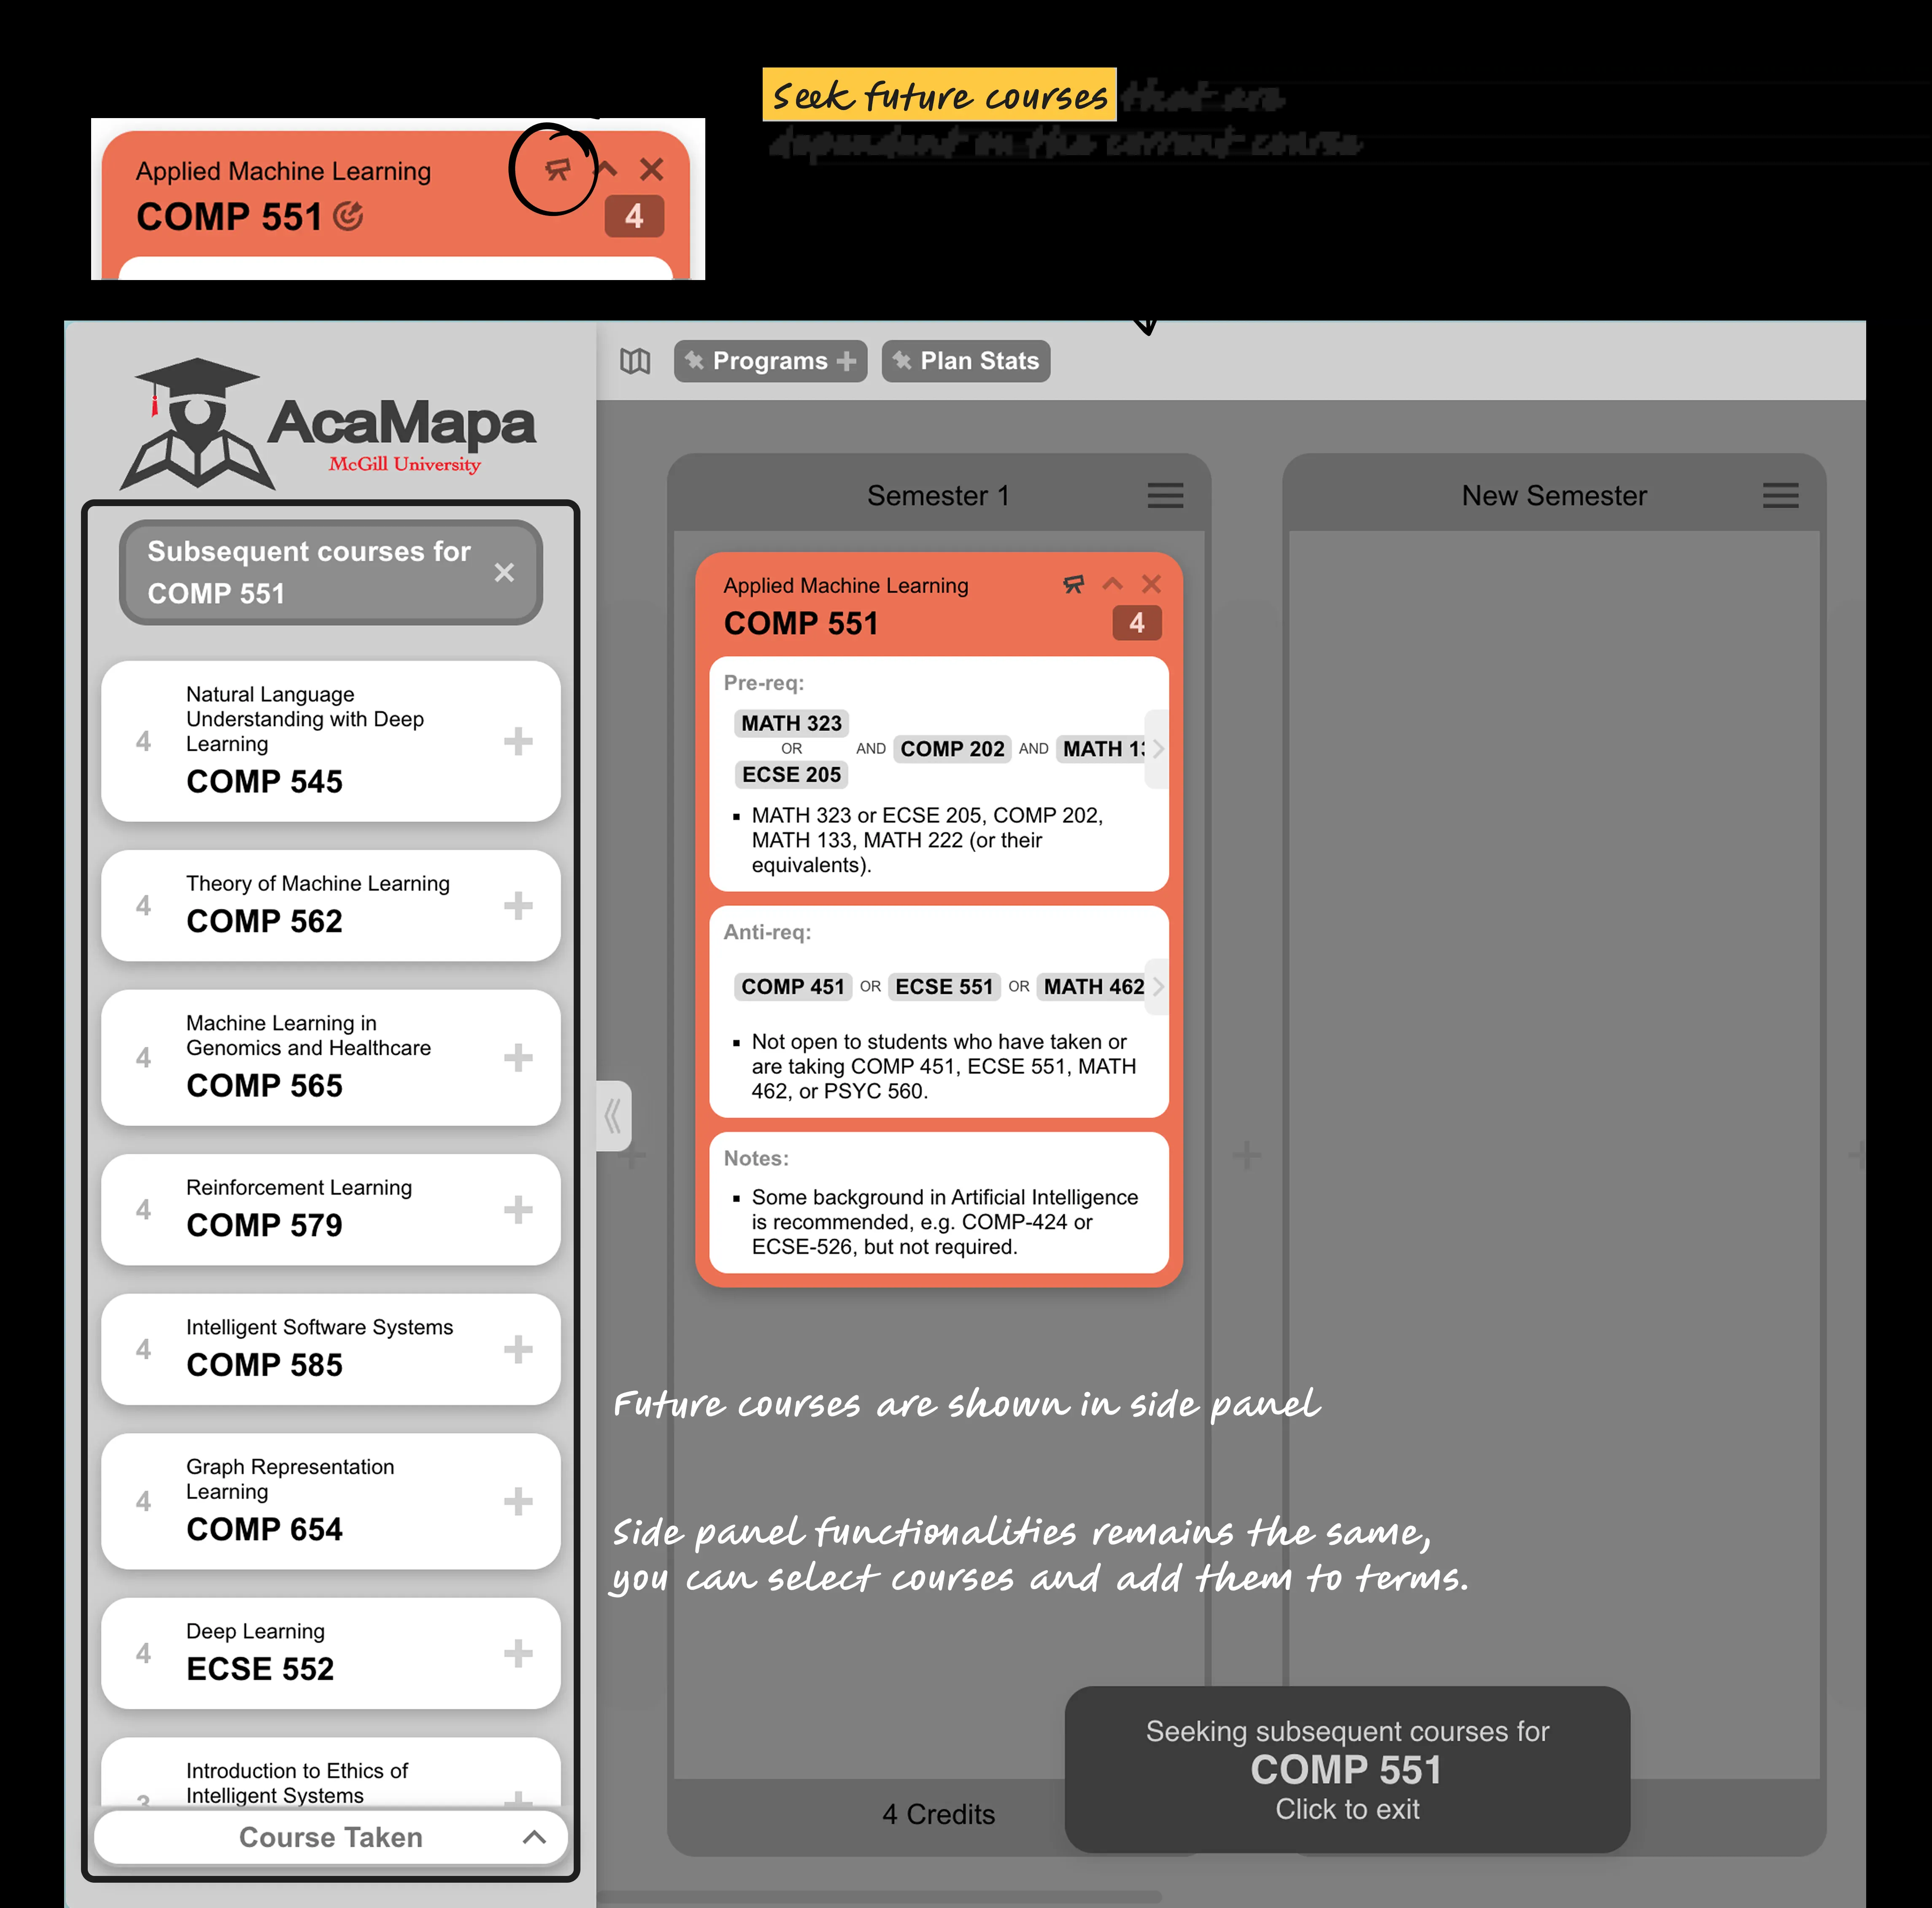 Seek future courses that are
dependent on the current course
Applied Machine Learning
COMP 551
4
AcaMapa
McGill University
Programs
Plan Stats
Subsequent courses for
COMP 551
4
Natural Language
Understanding with Deep
Learning
COMP 545
4
Theory of Machine Learning
COMP 562
4
Machine Learning in
Genomics and Healthcare
COMP 565
4
Reinforcement Learning
COMP 579
4
Intelligent Software Systems
COMP 585
4
Graph Representation
Learning
COMP 654
4
Deep Learning
ECSE 552
3
Introduction to Ethics of
Intelligent Systems
Course Taken
Semester 1
Applied Machine Learning
COMP 551
4
Pre-req:
MATH 323
OR
ECSE 205
AND COMP 202 AND MATH 13
MATH 323 or ECSE 205, COMP 202,
MATH 133, MATH 222 (or their
equivalents).
Anti-req:
COMP 451 OR ECSE 551 OR MATH 462
Not open to students who have taken or
are taking COMP 451, ECSE 551, MATH
462, or PSYC 560.
Notes:
Some background in Artificial Intelligence
is recommended, e.g. COMP-424 or
ECSE-526, but not required.
4 Credits
New Semester
Future courses are shown in side panel
Side panel functionalities remains the same,
you can select courses and add them to terms.
Seeking subsequent courses for
COMP 551
Click to exit